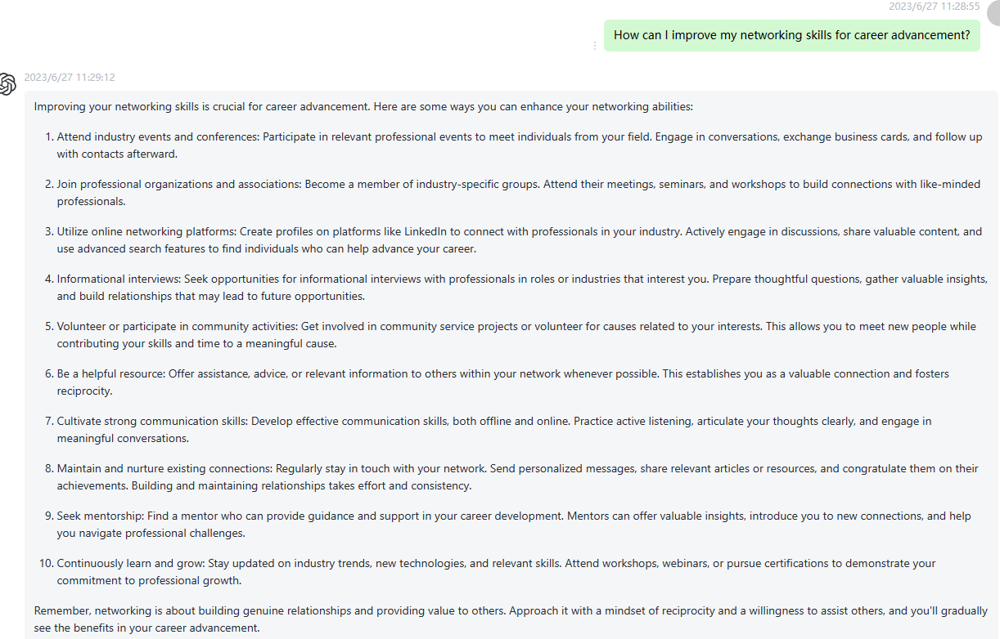 2023/6/27 11:28:55
How can I improve my networking skills for career advancement?
2023/6/27 11:29:12
Improving your networking skills is crucial for career advancement. Here are some ways you can enhance your networking abilities:
1. Attend industry events and conferences: Participate in relevant professional events to meet individuals from your field. Engage in conversations, exchange business cards, and follow up
with contacts afterward.
2. Join professional organizations and associations: Become a member of industry-specific groups. Attend their meetings, seminars, and workshops to build connections with like-minded
professionals.
3. Utilize online networking platforms: Create profiles on platforms like LinkedIn to connect with professionals in your industry. Actively engage in discussions, share valuable content, and
use advanced search features to find individuals who can help advance your career.
4. Informational interviews: Seek opportunities for informational interviews with professionals in roles or industries that interest you. Prepare thoughtful questions, gather valuable insights,
and build relationships that may lead to future opportunities.
5. Volunteer or participate in community activities: Get involved in community service projects or volunteer for causes related to your interests. This allows you to meet new people while
contributing your skills and time to a meaningful cause.
6. Be a helpful resource: Offer assistance, advice, or relevant information to others within your network whenever possible. This establishes you as a valuable connection and fosters
reciprocity.
7. Cultivate strong communication skills: Develop effective communication skills, both offline and online. Practice active listening, articulate your thoughts clearly, and engage in
meaningful conversations.
8. Maintain and nurture existing connections: Regularly stay in touch with your network. Send personalized messages, share relevant articles or resources, and congratulate them on their
achievements. Building and maintaining relationships takes effort and consistency.
9. Seek mentorship: Find a mentor who can provide guidance and support in your career development. Mentors can offer valuable insights, introduce you to new connections, and help
you navigate professional challenges.
10. Continuously learn and grow: Stay updated on industry trends, new technologies, and relevant skills. Attend workshops, webinars, or pursue certifications to demonstrate your
commitment to professional growth.
Remember, networking is about building genuine relationships and providing value to others. Approach it with a mindset of reciprocity and a willingness to assist others, and you'll gradually
see the benefits in your career advancement.